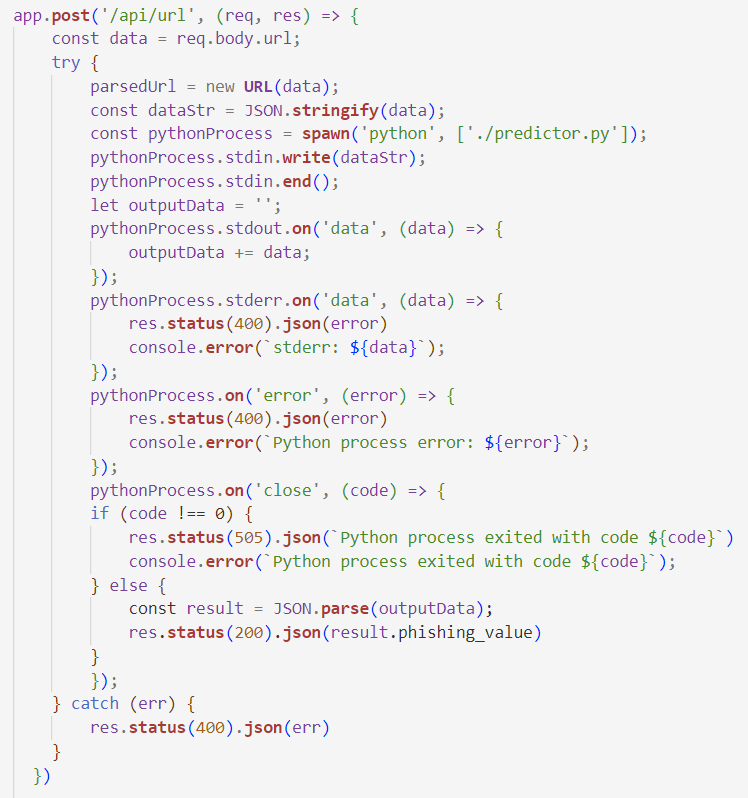 app.post('/api/url', (req, res) => {
    const data = req.body.url;
    try {
        parsedUrl = new URL(data);
        const dataStr = JSON.stringify(data);
        const pythonProcess = spawn('python', ['./predictor.py']);
        pythonProcess.stdin.write(dataStr);
        pythonProcess.stdin.end();
        let outputData = '';
        pythonProcess.stdout.on('data', (data) => {
            outputData += data;
        });
        pythonProcess.stderr.on('data', (data) => {
            res.status(400).json(error)
            console.error(`stderr: ${data}`);
        });
        pythonProcess.on('error', (error) => {
            res.status(400).json(error)
            console.error(`Python process error: ${error}`);
        });
        pythonProcess.on('close', (code) => {
        if (code !== 0) {
            res.status(505).json(`Python process exited with code ${code}`)
            console.error(`Python process exited with code ${code}`);
        } else {
            const result = JSON.parse(outputData);
            res.status(200).json(result.phishing_value)
        }
        });
    } catch (err) {
        res.status(400).json(err)
    }
  })